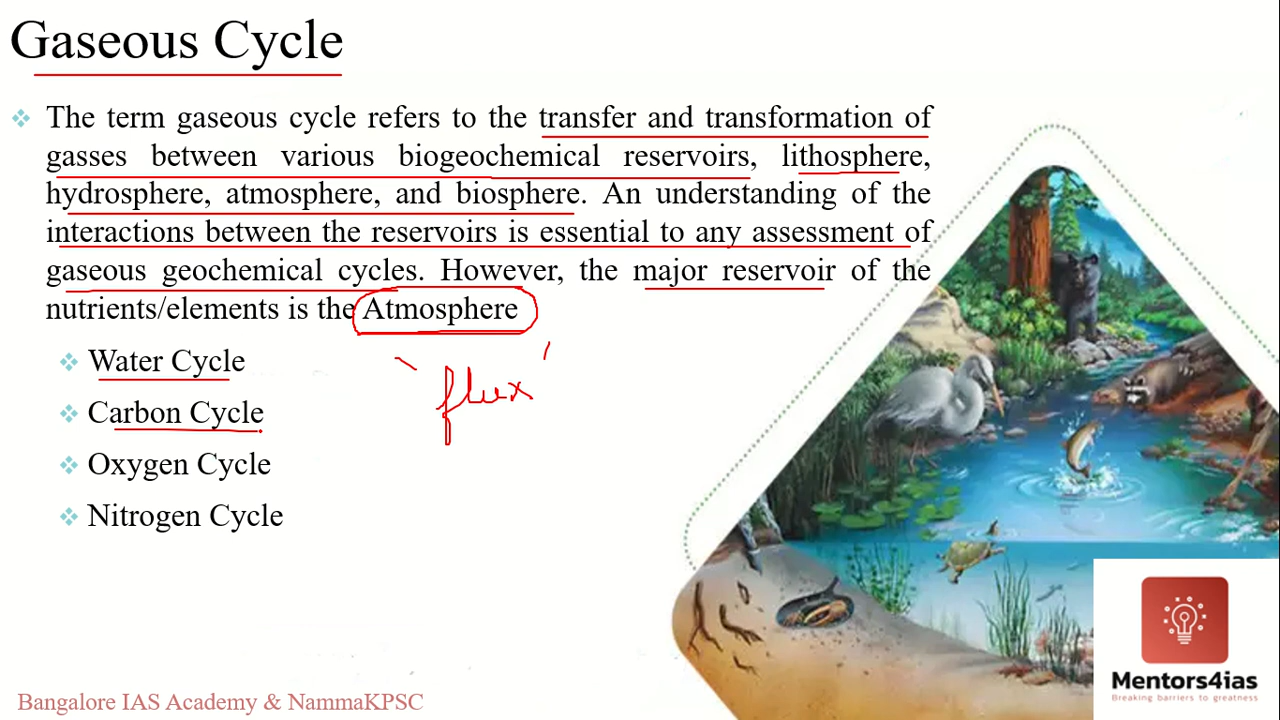 Gaseous Cycle
The term gaseous cycle refers to the transfer and transformation of
gasses between various biogeochemical reservoirs, lithosphere,
hydrosphere, atmosphere, and biosphere. An understanding of the
interactions between the reservoirs is essential to any assessment of
gaseous geochemical cycles. However, the major reservoir of the
nutrients/elements is the Atmosphere
Water Cycle
flux
Carbon Cycle
Oxygen Cycle
Nitrogen Cycle
Mentors4ias
Breaking barriers to greatness
Bangalore IAS Academy & NammaKPSC